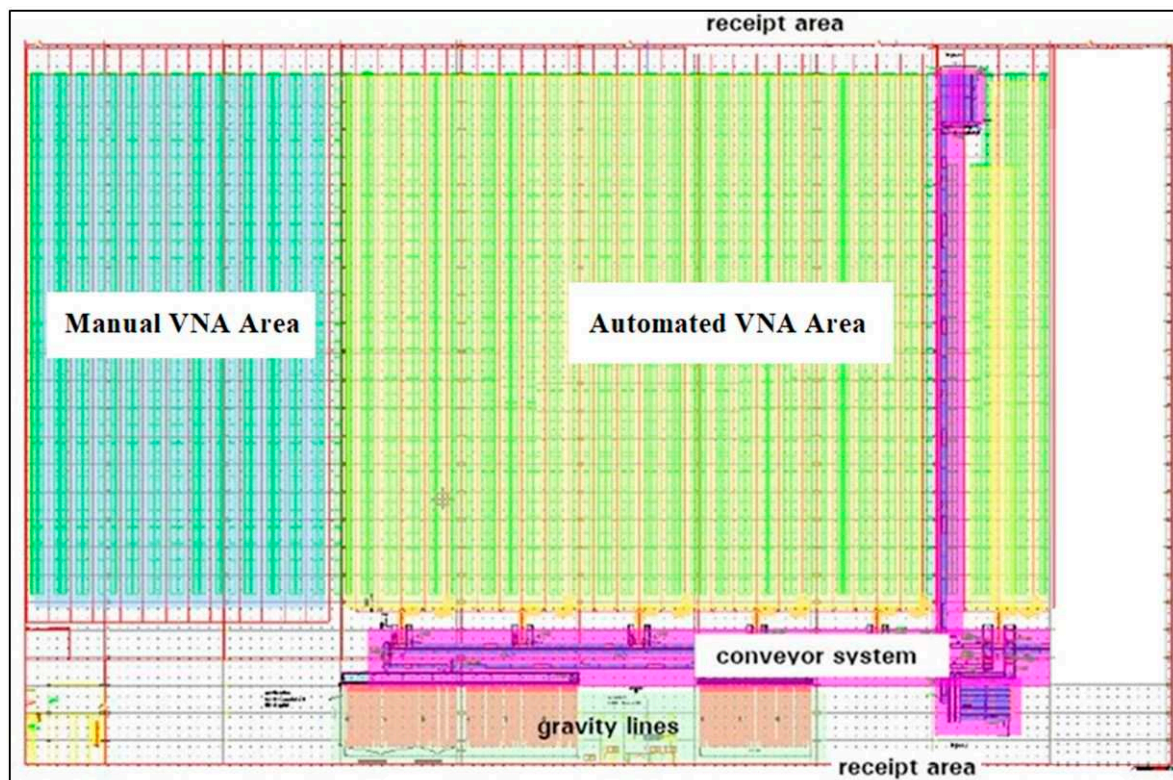 receipt area
Manual VNA Area
Automated VNA Area
conveyor system
gravity lines
receipt area